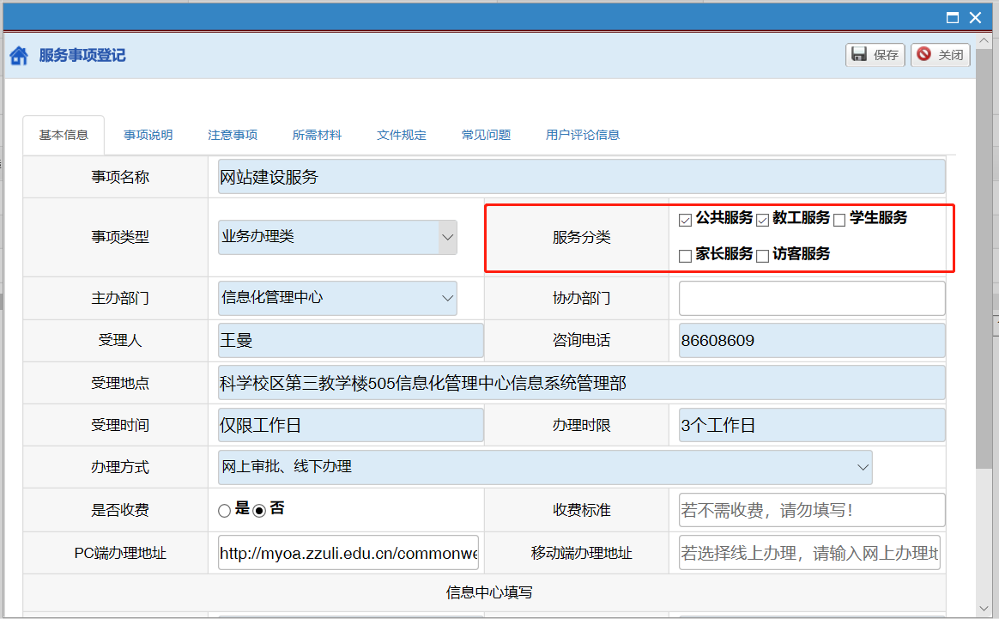 服务事项登记
保存 关闭
基本信息 事项说明 注意事项 所需材料 文件规定 常见问题 用户评论信息
事项名称 网站建设服务
事项类型 业务办理类 服务分类 公共服务 教工服务 学生服务
家长服务 访客服务
主办部门 信息化管理中心 协办部门
受理人 王曼 咨询电话 86608609
受理地点 科学校区第三教学楼505信息化管理中心信息系统管理部
受理时间 仅限工作日 办理时限 3个工作日
办理方式 网上审批、线下办理
是否收费 是 否 收费标准 若不需收费，请勿填写！
PC端办理地址 http://myoa.zzuli.edu.cn/commonwe 移动端办理地址 若选择线上办理，请输入网上办理地
信息中心填写